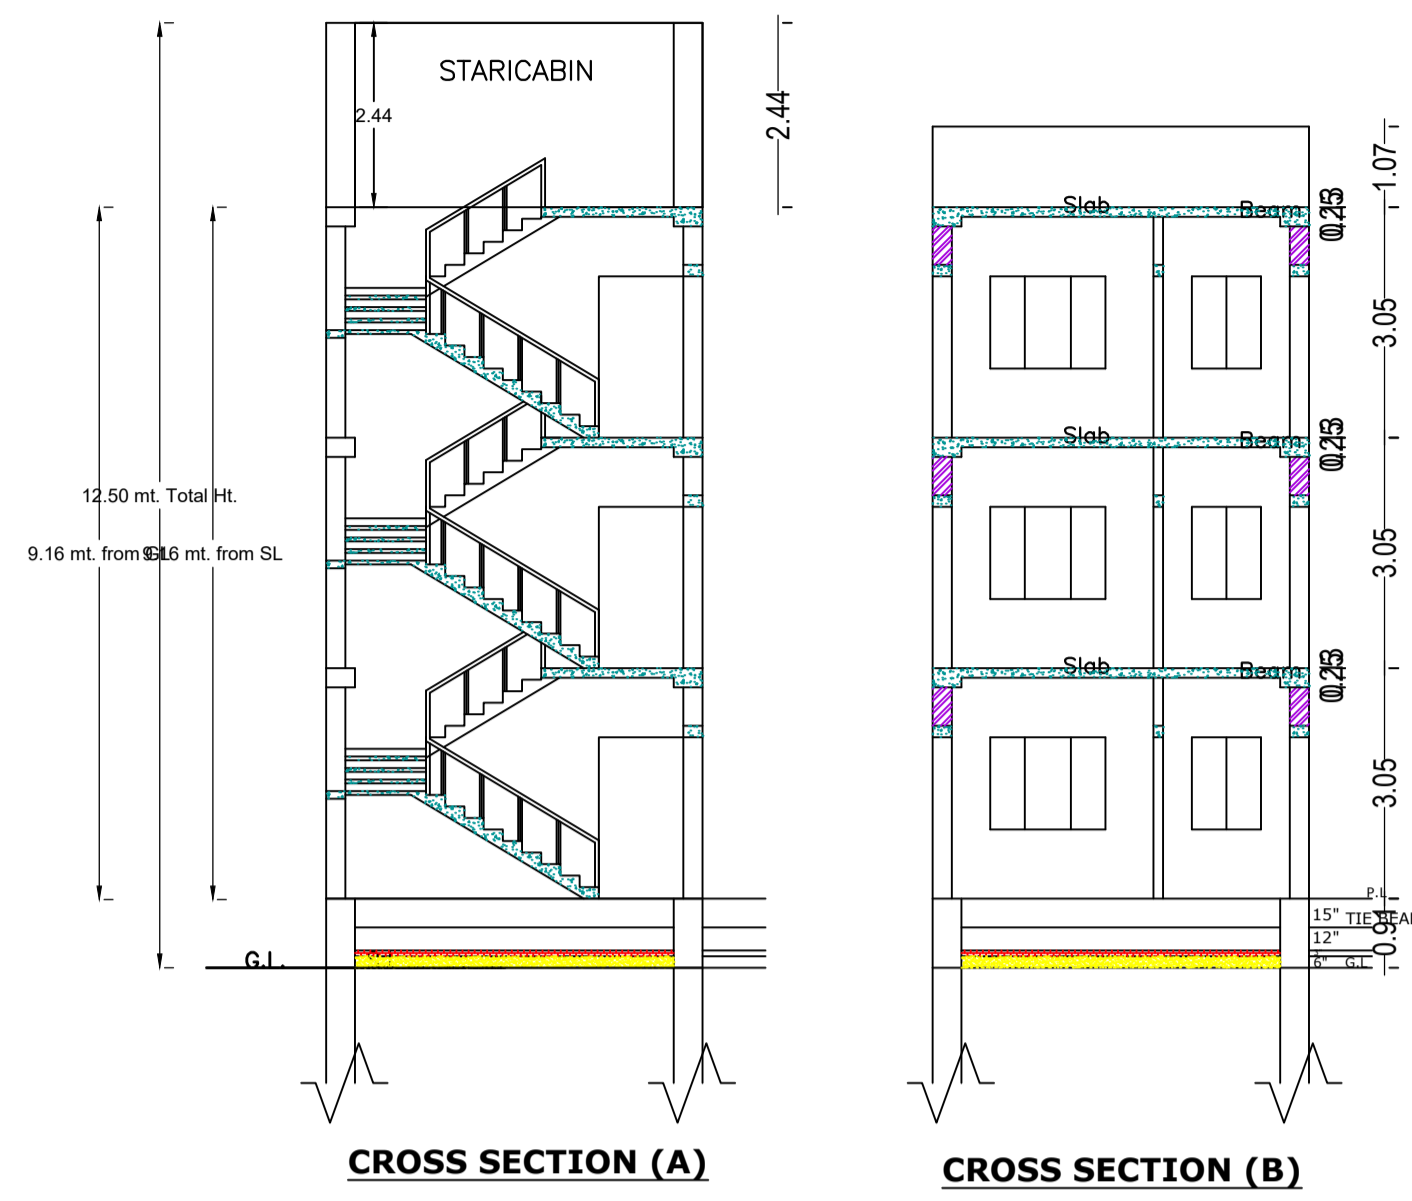 STARICABIN
2.44
2.44
12.50 mt. Total Ht.
9.16 mt. from GL
9.16 mt. from SL
G.L.
CROSS SECTION (A)
1.07
Slab
Beam
3.05
Slab
Beam
3.05
Slab
Beam
3.05
P.L
15" TIE BEAM
12"
0.91
6" G.L
CROSS SECTION (B)